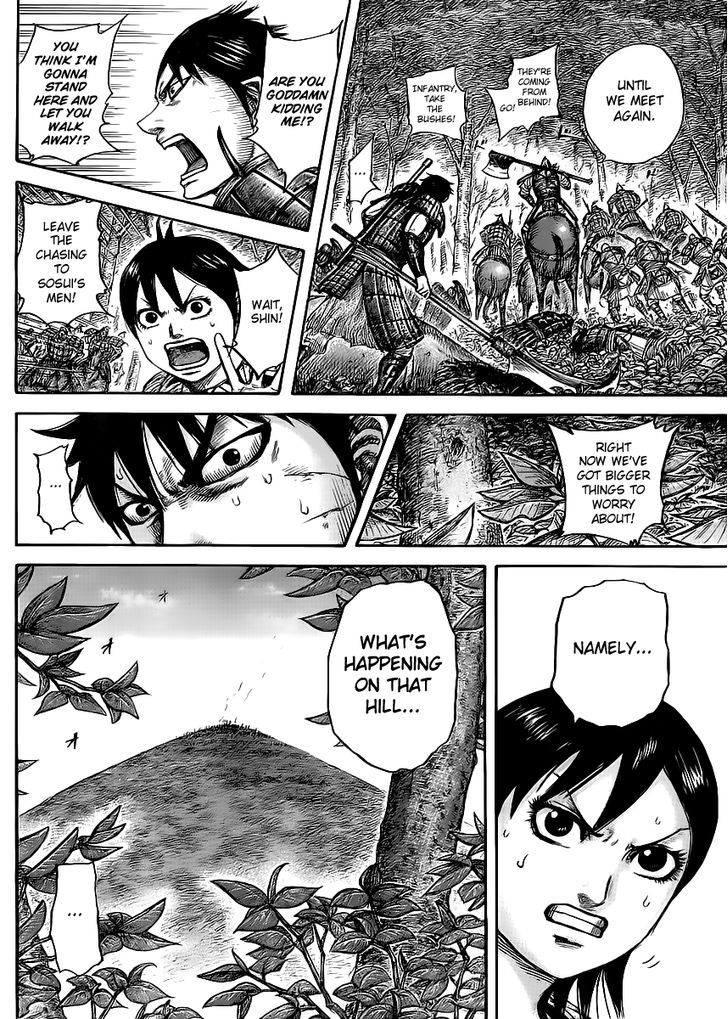 UNTIL
WE MEET
AGAIN.
THEY'RE
COMING
FROM
BEHIND!
GO!
INFANTRY,
TAKE
THE
BUSHES!
...
ARE YOU
GODDAMN
KIDDING
ME!?
YOU
THINK I'M
GONNA
STAND
HERE AND
LET YOU
WALK
AWAY!?
WAIT,
SHIN!
LEAVE
THE
CHASING
TO
SOSUI'S
MEN!
RIGHT
NOW WE'VE
GOT BIGGER
THINGS TO
WORRY
ABOUT!
...
NAMELY...
WHAT'S
HAPPENING
ON THAT
HILL...
...